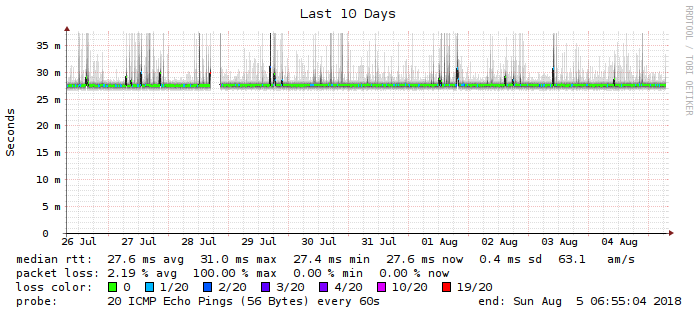 Last 10 Days
RRDTOOL / TOBI OETIKER
Seconds
35 m
30 m
25 m
20 m
15 m
10 m
5 m
0
26 Jul 27 Jul 28 Jul 29 Jul 30 Jul 31 Jul 01 Aug 02 Aug 03 Aug 04 Aug
median rtt: 27.6 ms avg 31.0 ms max 27.4 ms min 27.6 ms now 0.4 ms sd 63.1 am/s
packet loss: 2.19 % avg 100.00 % max 0.00 % min 0.00 % now
loss color: 0 1/20 2/20 3/20 4/20 10/20 19/20
probe: 20 ICMP Echo Pings (56 Bytes) every 60s end: Sun Aug 5 06:55:04 2018